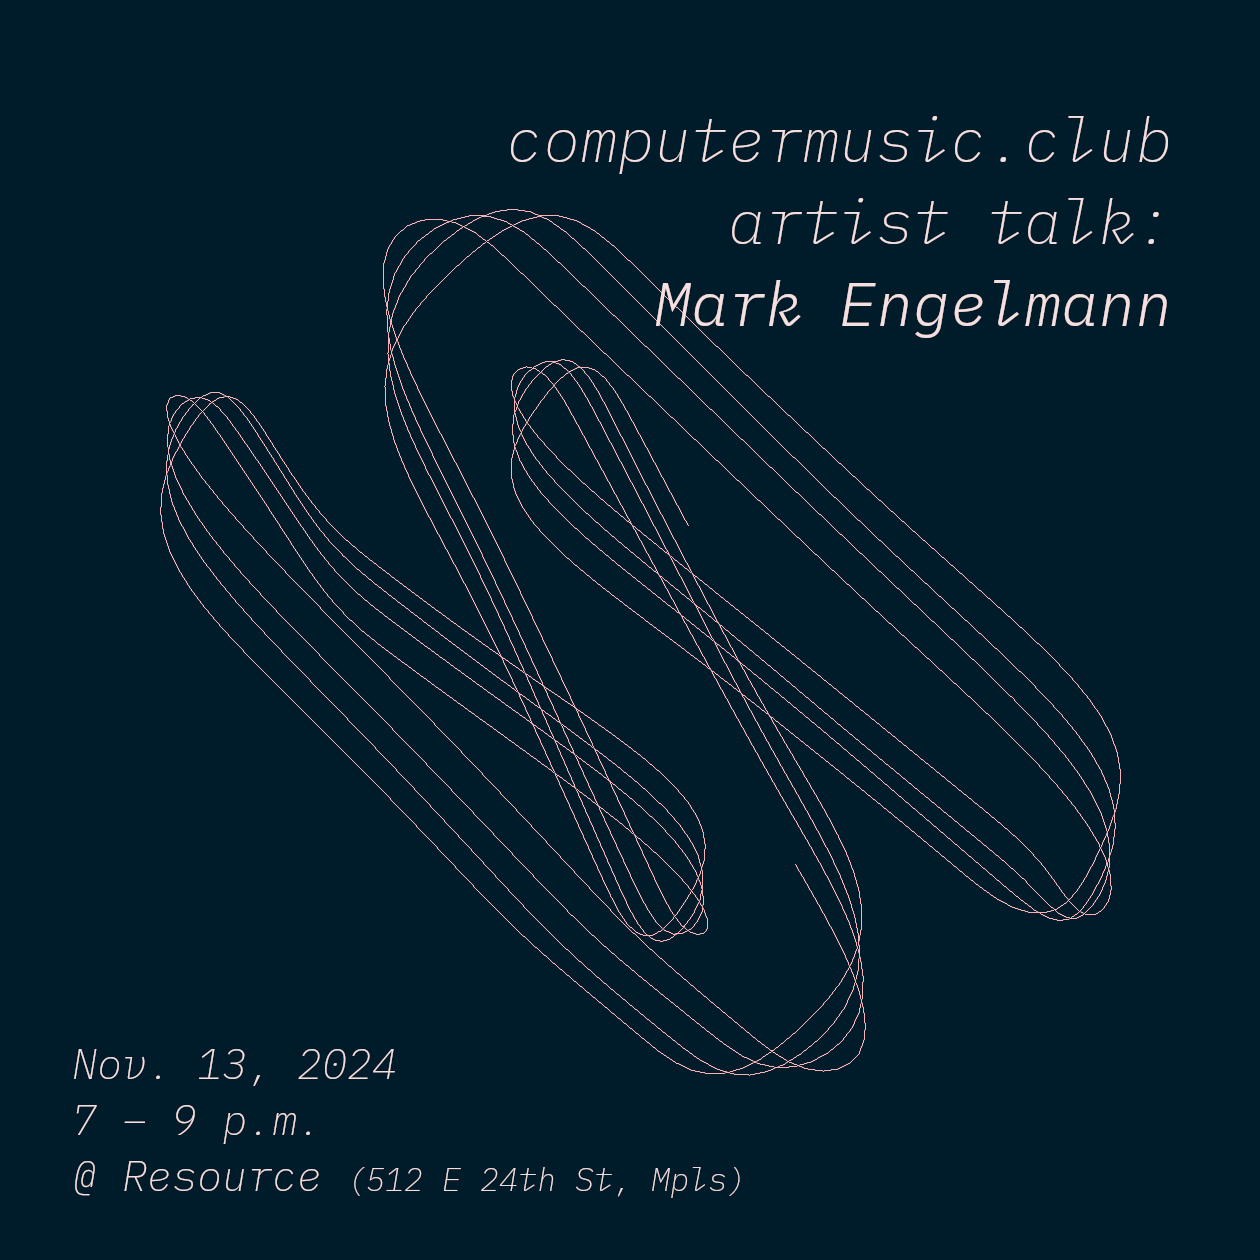 computermusic.club
artist talk:
Mark Engelmann
Nov. 13, 2024
7 – 9 p.m.
@ Resource (512 E 24th St, Mpls)